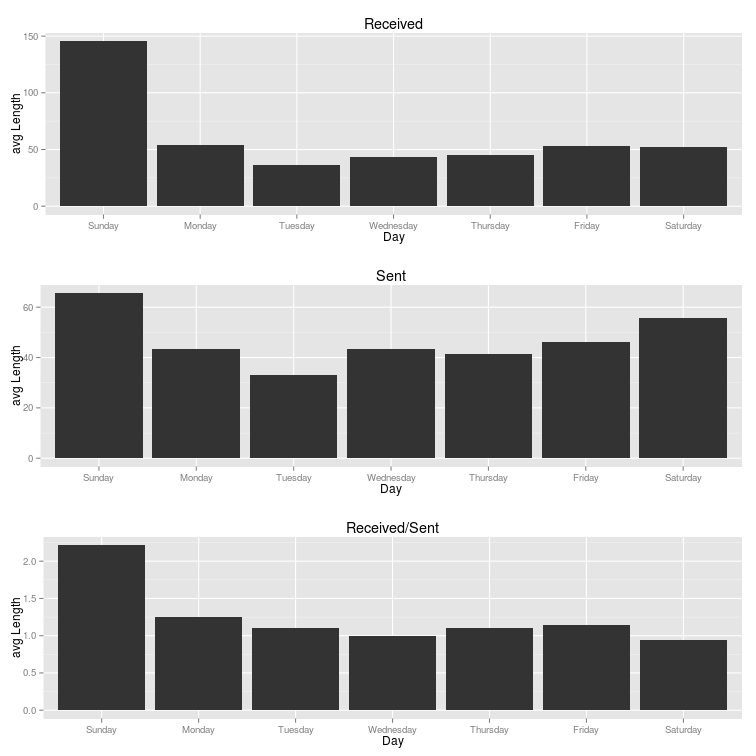 Received
avg Length
150
100
50
0
Sunday Monday Tuesday Wednesday Thursday Friday Saturday
Day
Sent
avg Length
60
40
20
0
Sunday Monday Tuesday Wednesday Thursday Friday Saturday
Day
Received/Sent
avg Length
2.0
1.5
1.0
0.5
0.0
Sunday Monday Tuesday Wednesday Thursday Friday Saturday
Day